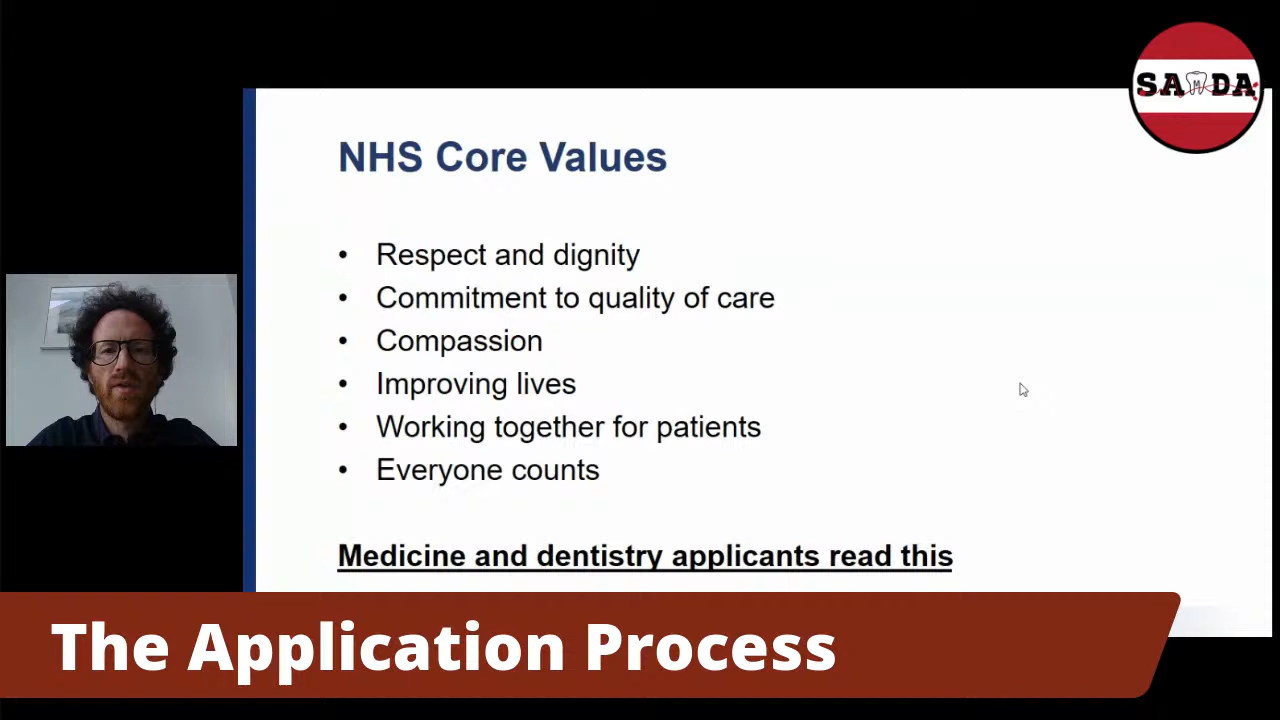 SAMDA
NHS Core Values
• Respect and dignity
• Commitment to quality of care
• Compassion
• Improving lives
• Working together for patients
• Everyone counts
Medicine and dentistry applicants read this
The Application Process